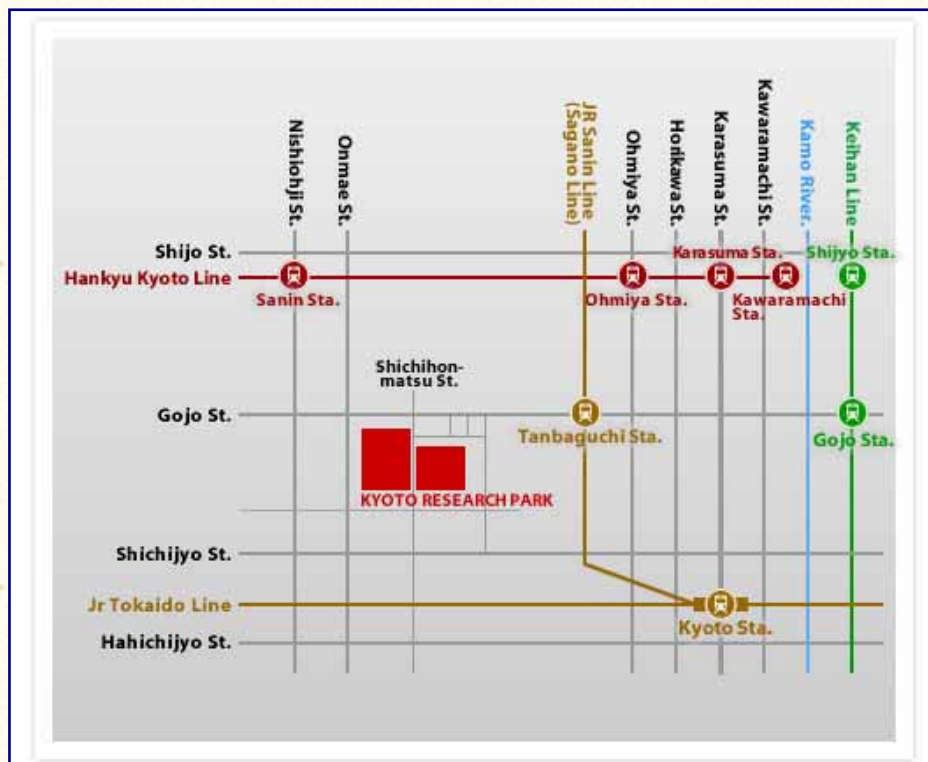 Nishiohji St.
Onmae St.
JR Sanin Line
(Sagano Line)
Ohmiya St.
Horikawa St.
Karasuma St.
Kawaramachi St.
Kamo River.
Keihan Line
Shijo St.
Karasuma Sta.
Shijyo Sta.
Hankyu Kyoto Line
Sanin Sta.
Ohmiya Sta.
Kawaramachi
Sta.
Shichihon-
matsu St.
Gojo St.
Tanbaguchi Sta.
Gojo Sta.
KYOTO RESEARCH PARK
Shichijyo St.
Jr Tokaido Line
Kyoto Sta.
Hahichijyo St.